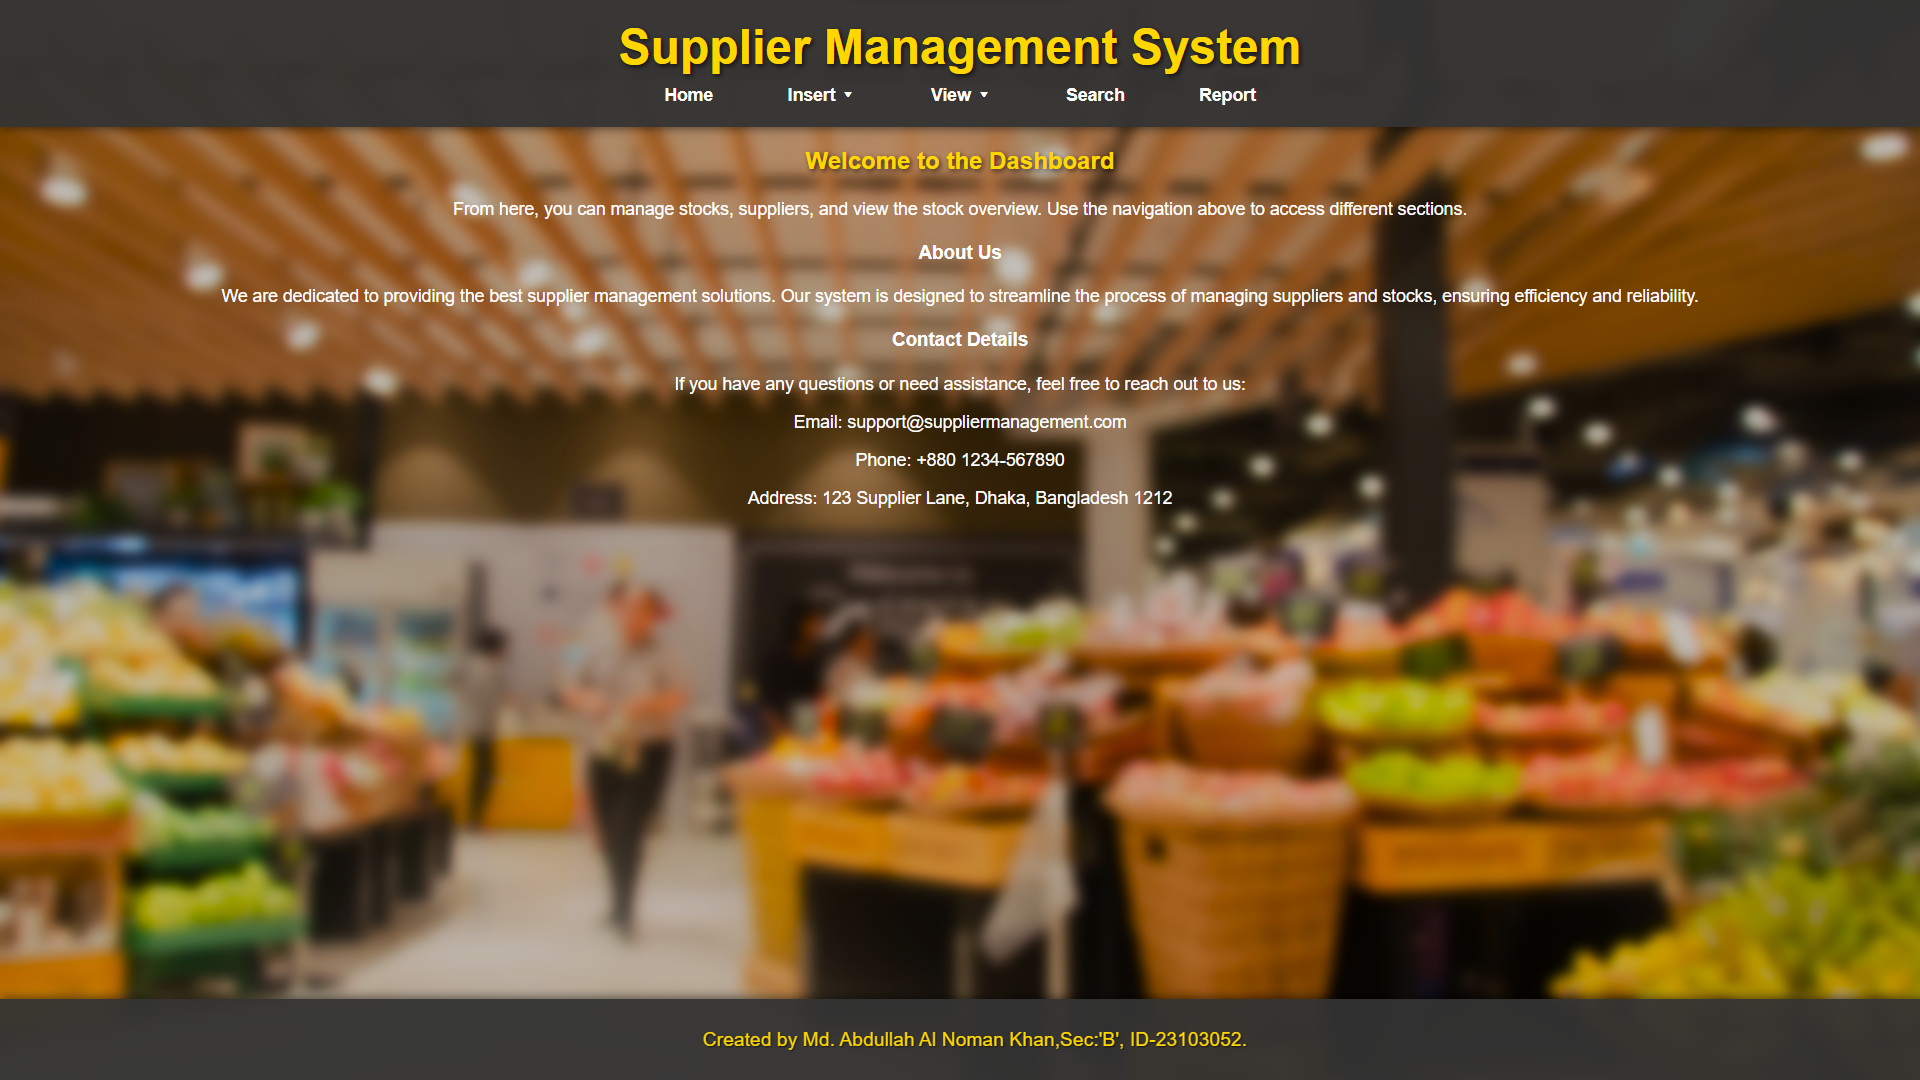 Supplier Management System
Home Insert View Search Report
Welcome to the Dashboard
From here, you can manage stocks, suppliers, and view the stock overview. Use the navigation above to access different sections.
About Us
We are dedicated to providing the best supplier management solutions. Our system is designed to streamline the process of managing suppliers and stocks, ensuring efficiency and reliability.
Contact Details
If you have any questions or need assistance, feel free to reach out to us:
Email: support@suppliermanagement.com
Phone: +880 1234-567890
Address: 123 Supplier Lane, Dhaka, Bangladesh 1212
Created by Md. Abdullah Al Noman Khan,Sec:'B', ID-23103052.